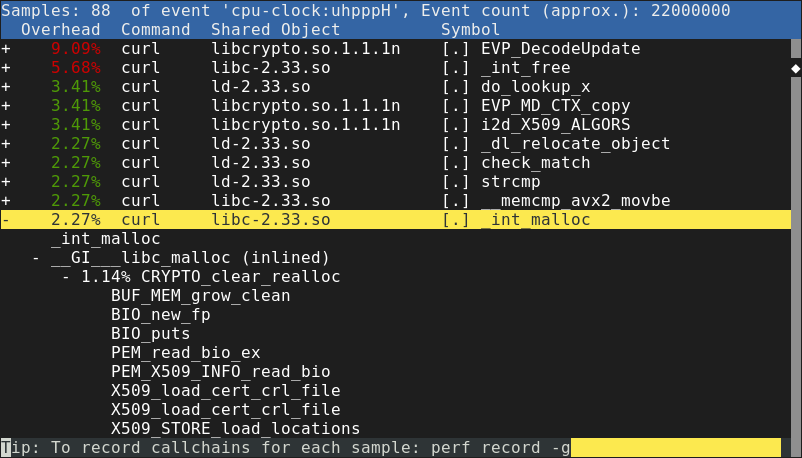 Samples: 88  of event 'cpu-clock:uhpppH', Event count (approx.): 22000000
  Overhead  Command  Shared Object       Symbol
+    9.09%  curl     libcrypto.so.1.1.1n    [.] EVP_DecodeUpdate
+    5.68%  curl     libc-2.33.so           [.] _int_free
+    3.41%  curl     ld-2.33.so             [.] do_lookup_x
+    3.41%  curl     libcrypto.so.1.1.1n    [.] EVP_MD_CTX_copy
+    3.41%  curl     libcrypto.so.1.1.1n    [.] i2d_X509_ALGORS
+    2.27%  curl     ld-2.33.so             [.] _dl_relocate_object
+    2.27%  curl     ld-2.33.so             [.] check_match
+    2.27%  curl     ld-2.33.so             [.] strcmp
+    2.27%  curl     libc-2.33.so           [.] __memcmp_avx2_movbe
-    2.27%  curl     libc-2.33.so           [.] _int_malloc
     _int_malloc
   - __GI___libc_malloc (inlined)
      - 1.14% CRYPTO_clear_realloc
           BUF_MEM_grow_clean
           BIO_new_fp
           BIO_puts
           PEM_read_bio_ex
           PEM_X509_INFO_read_bio
           X509_load_cert_crl_file
           X509_load_cert_crl_file
           X509_STORE_load_locations
Tip: To record callchains for each sample: perf record -g